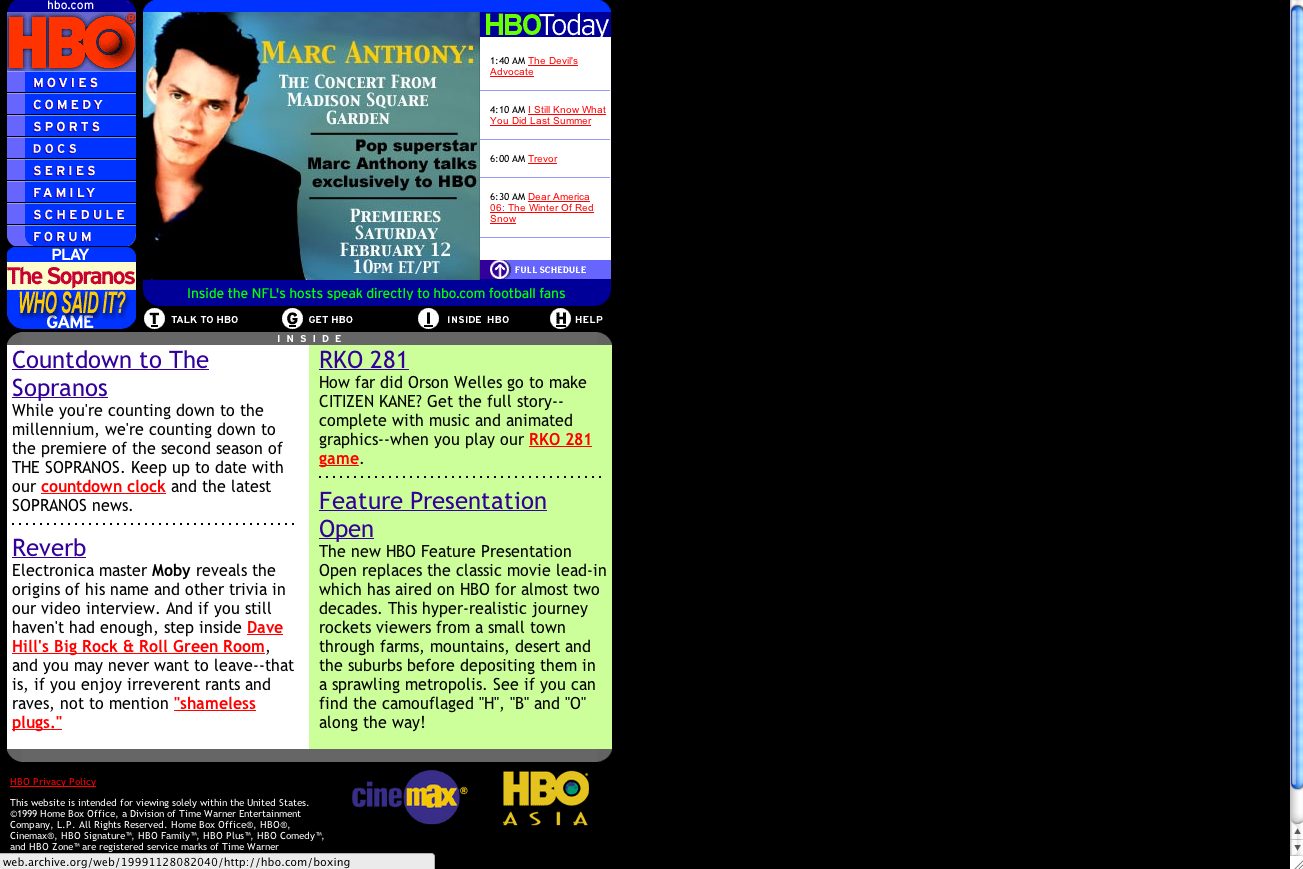 hbo.com
HBO®
MOVIES
COMEDY
SPORTS
DOCS
SERIES
FAMILY
SCHEDULE
FORUM
PLAY
The Sopranos
WHO SAID IT?
GAME
MARC ANTHONY:
THE CONCERT FROM
MADISON SQUARE
GARDEN
Pop superstar
Marc Anthony talks
exclusively to HBO
PREMIERES
SATURDAY
FEBRUARY 12
10PM ET/PT
HBOToday
1:40 AM The Devil's
Advocate
4:10 AM I Still Know What
You Did Last Summer
6:00 AM Trevor
6:30 AM Dear America
06: The Winter Of Red
Snow
FULL SCHEDULE
Inside the NFL's hosts speak directly to hbo.com football fans
T TALK TO HBO
G GET HBO
I INSIDE HBO
H HELP
INSIDE
Countdown to The
Sopranos
While you're counting down to the
millennium, we're counting down to
the premiere of the second season of
THE SOPRANOS. Keep up to date with
our countdown clock and the latest
SOPRANOS news.
Reverb
Electronica master Moby reveals the
origins of his name and other trivia in
our video interview. And if you still
haven't had enough, step inside Dave
Hill's Big Rock & Roll Green Room,
and you may never want to leave--that
is, if you enjoy irreverent rants and
raves, not to mention "shameless
plugs."
RKO 281
How far did Orson Welles go to make
CITIZEN KANE? Get the full story--
complete with music and animated
graphics--when you play our RKO 281
game.
Feature Presentation
Open
The new HBO Feature Presentation
Open replaces the classic movie lead-in
which has aired on HBO for almost two
decades. This hyper-realistic journey
rockets viewers from a small town
through farms, mountains, desert and
the suburbs before depositing them in
a sprawling metropolis. See if you can
find the camouflaged "H", "B" and "O"
along the way!
HBO Privacy Policy
This website is intended for viewing solely within the United States.
©1999 Home Box Office, a Division of Time Warner Entertainment
Company, L.P. All Rights Reserved. Home Box Office®, HBO®,
Cinemax®, HBO Signature™, HBO Family™, HBO Plus™, HBO Comedy™,
and HBO Zone™ are registered service marks of Time Warner
cinemax®
HBO®
ASIA
web.archive.org/web/19991128082040/http://hbo.com/boxing